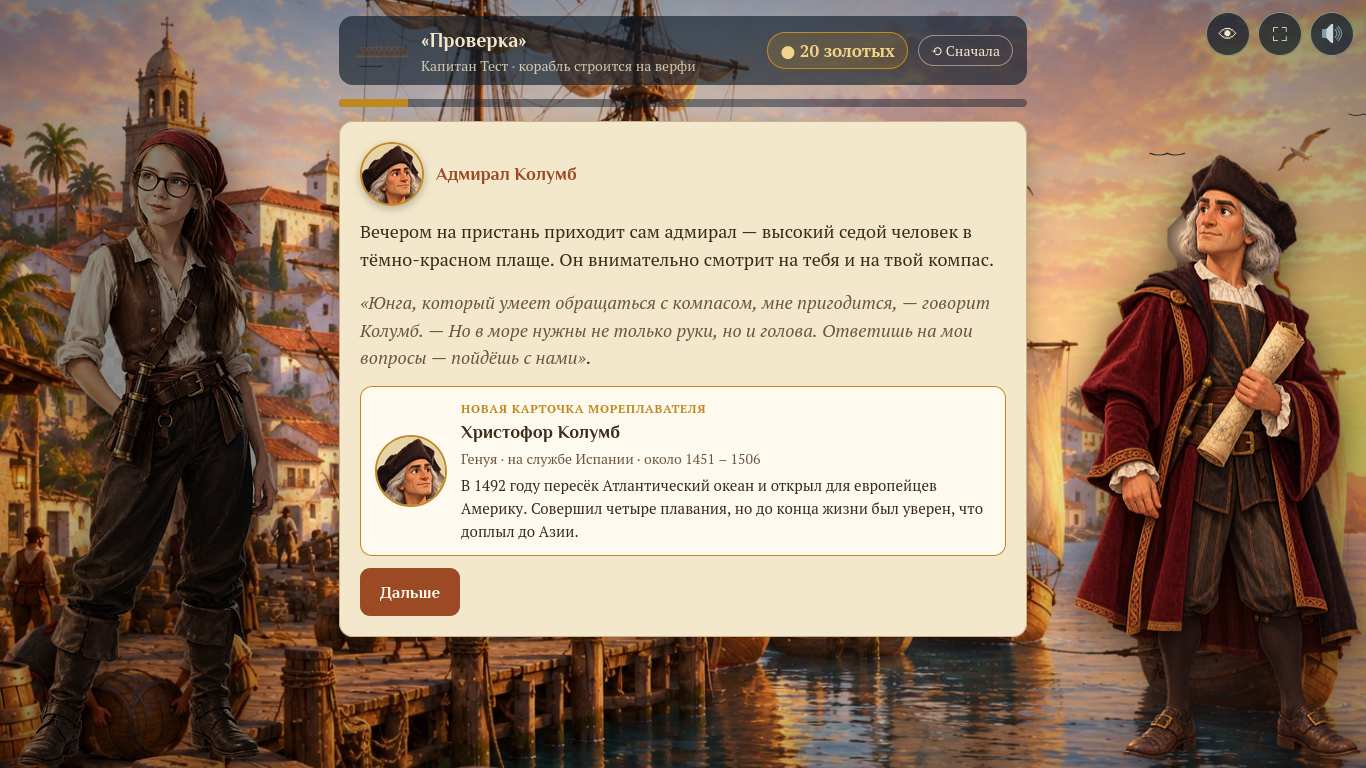 «Проверка»
Капитан Тест · корабль строится на верфи
20 золотых
⟲ Сначала
Адмирал Колумб
Вечером на пристань приходит сам адмирал — высокий седой человек в
тёмно-красном плаще. Он внимательно смотрит на тебя и на твой компас.
«Юнга, который умеет обращаться с компасом, мне пригодится, — говорит
Колумб. — Но в море нужны не только руки, но и голова. Ответишь на мои
вопросы — пойдёшь с нами».
НОВАЯ КАРТОЧКА МОРЕПЛАВАТЕЛЯ
Христофор Колумб
Генуя · на службе Испании · около 1451 – 1506
В 1492 году пересёк Атлантический океан и открыл для европейцев
Америку. Совершил четыре плавания, но до конца жизни был уверен, что
доплыл до Азии.
Дальше